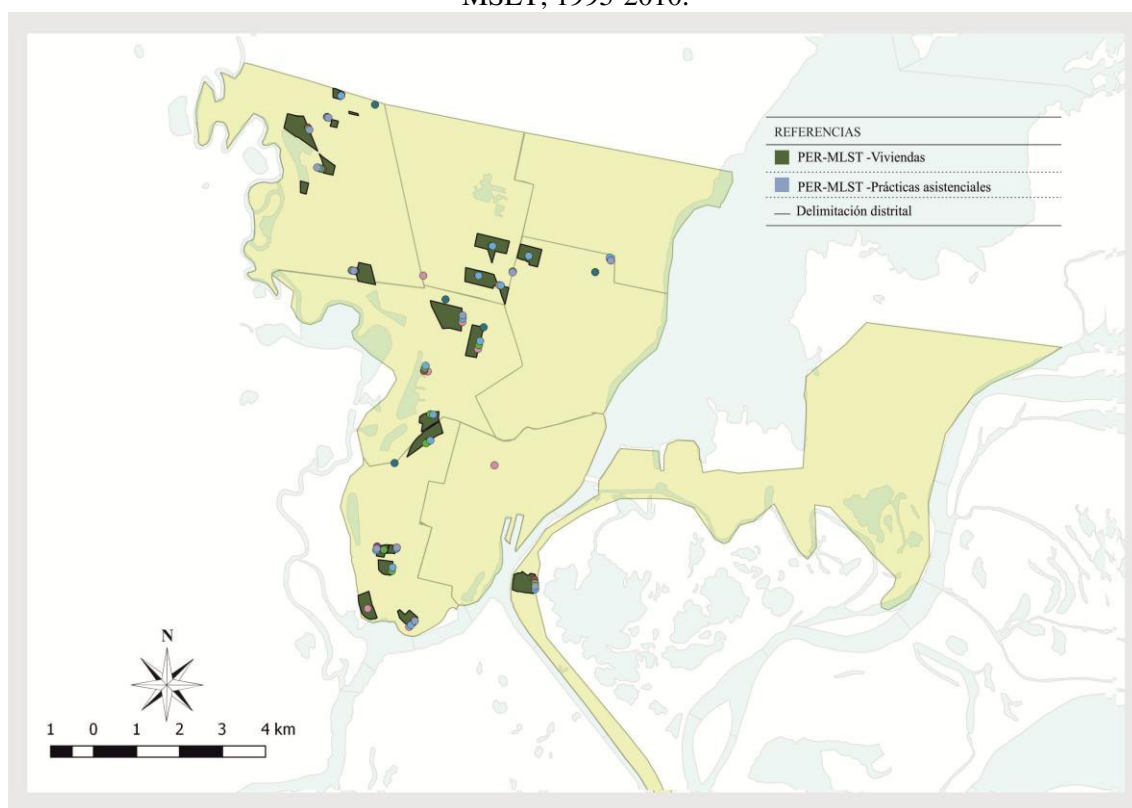 MSLT, 1995-2010.
REFERENCIAS
PER-MLST -Viviendas
PER-MLST -Prácticas asistenciales
Delimitación distrital
N
1 0 1 2 3 4 km